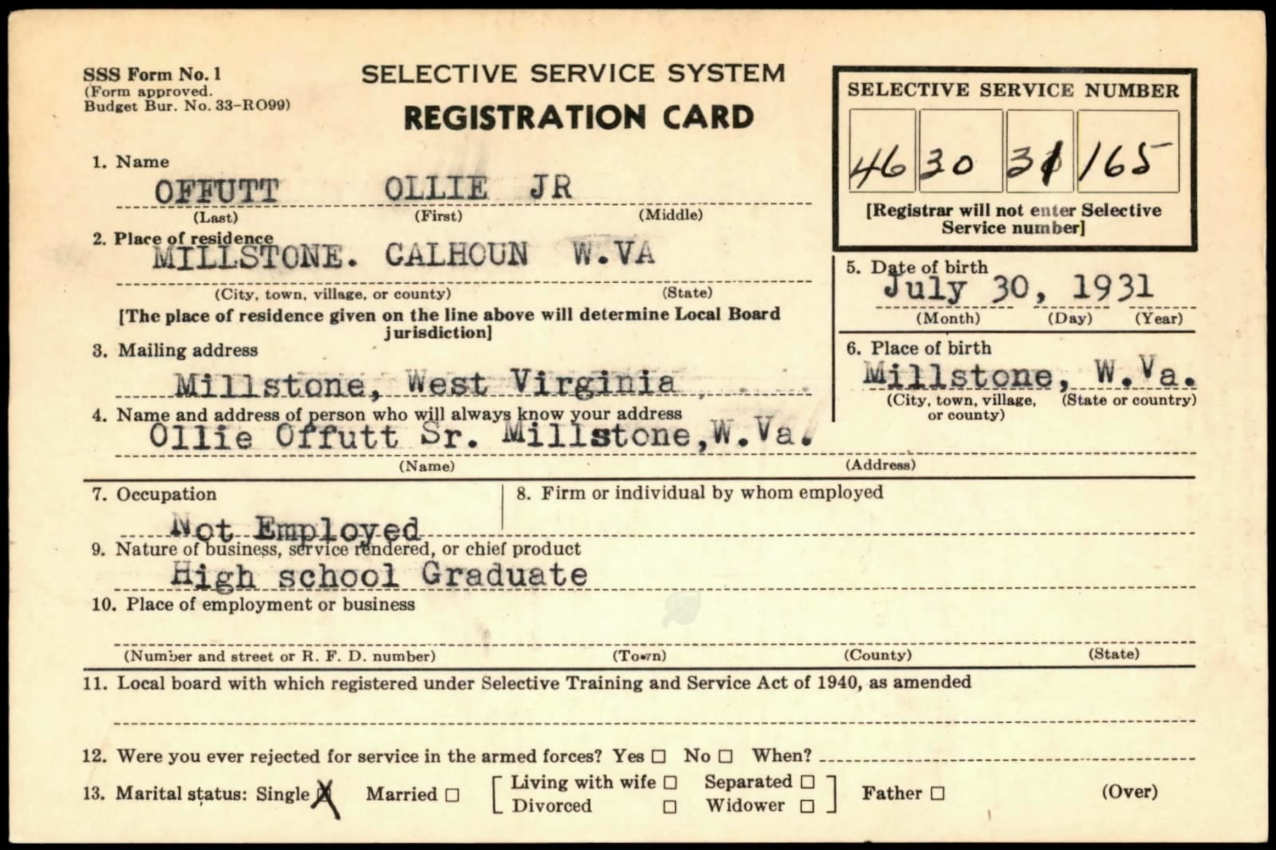 SSS Form No. 1
(Form approved.
Budget Bur. No. 33-RO99)
SELECTIVE SERVICE SYSTEM
REGISTRATION CARD
SELECTIVE SERVICE NUMBER
46 30 31 165
[Registrar will not enter Selective
Service number]
1. Name
OFFUTT OLLIE JR
(Last) (First) (Middle)
2. Place of residence
MILLSTONE. CALHOUN W.VA
(City, town, village, or county) (State)
[The place of residence given on the line above will determine Local Board
jurisdiction]
5. Date of birth
July 30, 1931
(Month) (Day) (Year)
3. Mailing address
Millstone, West Virginia
6. Place of birth
Millstone, W.Va.
(City, town, village, (State or country)
or county)
4. Name and address of person who will always know your address
Ollie Offutt Sr. Millstone,W.Va.
(Name) (Address)
7. Occupation
Not Employed
8. Firm or individual by whom employed
9. Nature of business, service rendered, or chief product
High school Graduate
10. Place of employment or business
(Number and street or R. F. D. number) (Town) (County) (State)
11. Local board with which registered under Selective Training and Service Act of 1940, as amended
12. Were you ever rejected for service in the armed forces? Yes ☐ No ☐ When?
13. Marital status: Single ☒ Married ☐ [ Living with wife ☐ Separated ☐ ] Father ☐ (Over)
Divorced ☐ Widower ☐